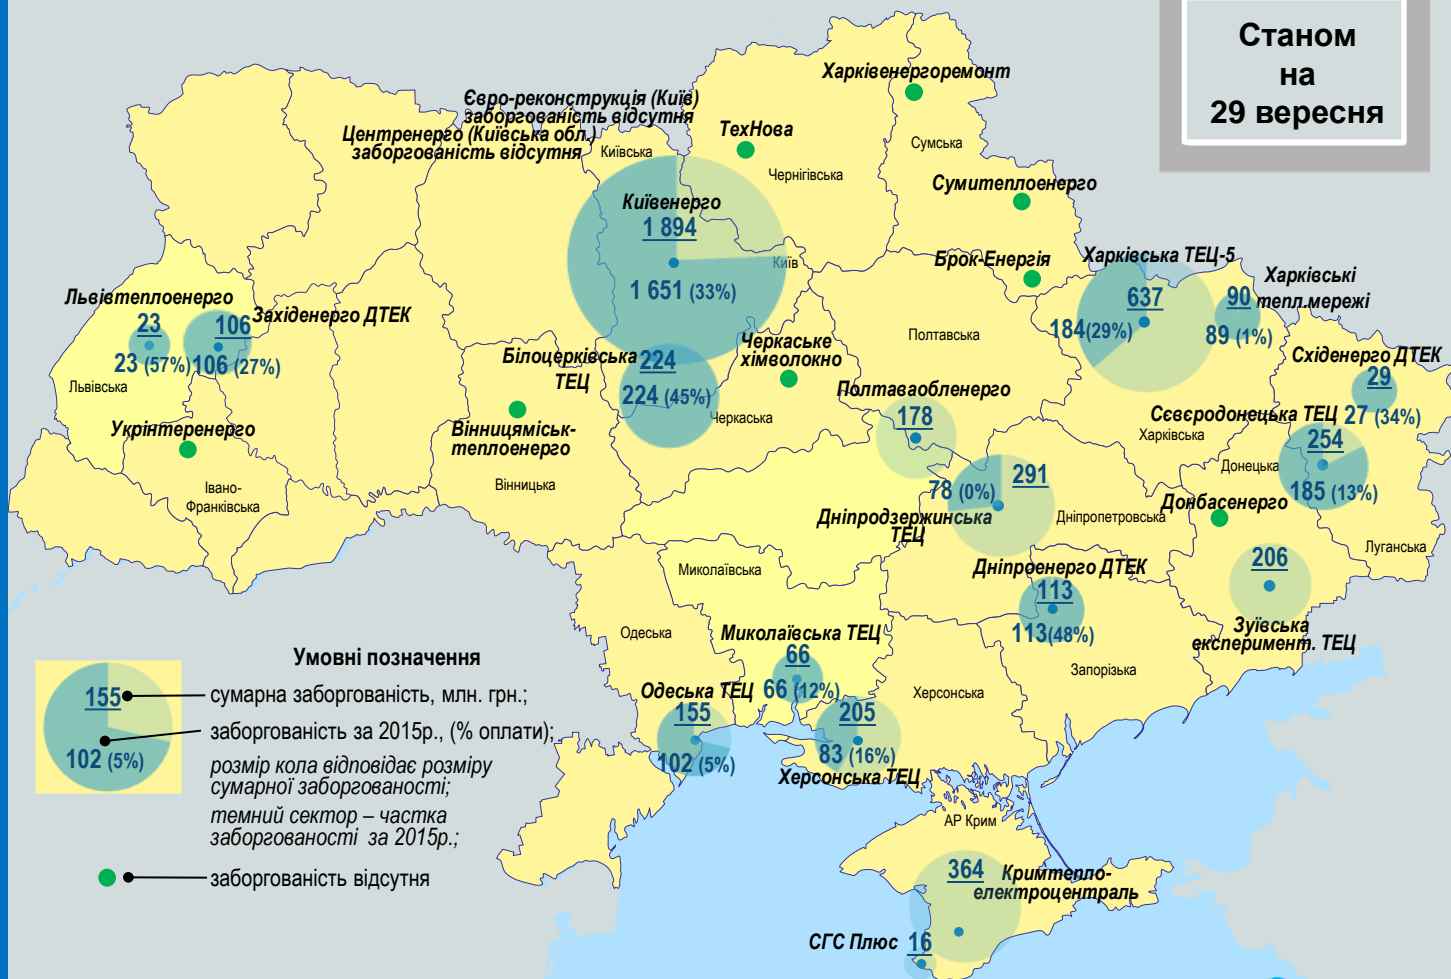 Станом
на
29 вересня
Харківенергоремонт
Євро-реконструкція (Київ)
заборгованість відсутня
Центренерго (Київська обл.)
заборгованість відсутня
Київська
ТехНова
Чернігівська
Сумська
Сумитеплоенерго
Київенерго
1 894
1 651 (33%)
Київ
Брок-Енергія
Харківська ТЕЦ-5
637
184(29%)
Харківські
тепл.мережі
90
89 (1%)
Львівтеплоенерго
23
23 (57%)
Західенерго ДТЕК
106
106 (27%)
Львівська
Полтавська
Білоцерківська
ТЕЦ
224
224 (45%)
Черкаське
хімволокно
Черкаська
Східенерго ДТЕК
29
27 (34%)
Полтаваобленерго
178
Сєвєродонецька ТЕЦ
254
185 (13%)
Харківська
Донецька
Укрінтеренерго
Вінницяміськ-
теплоенерго
Вінницька
Івано-
Франківська
291
78 (0%)
Дніпродзержинська
ТЕЦ
Дніпропетровська
Донбасенерго
Луганська
206
Зуївська
експеримент. ТЕЦ
Дніпроенерго ДТЕК
113
113(48%)
Запорізька
Миколаївська
Одеська
Миколаївська ТЕЦ
66
66 (12%)
Одеська ТЕЦ
155
102 (5%)
205
83 (16%)
Херсонська ТЕЦ
Херсонська
Умовні позначення
155
102 (5%)
сумарна заборгованість, млн. грн.;
заборгованість за 2015р., (% оплати);
розмір кола відповідає розміру
сумарної заборгованості;
темний сектор – частка
заборгованості за 2015р.;
заборгованість відсутня
АР Крим
364
Кримтепло-
електроцентраль
СГС Плюс
16